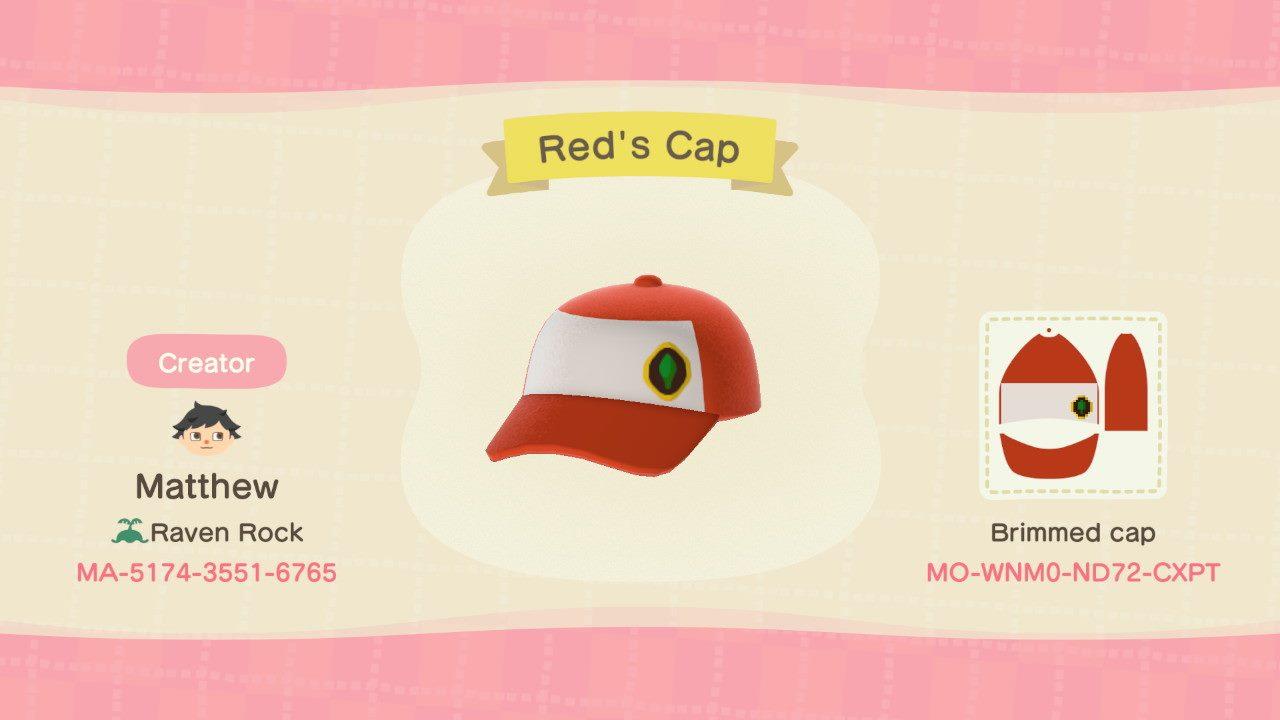 Red's Cap
Creator
Matthew
Raven Rock
MA-5174-3551-6765
Brimmed cap
MO-WNM0-ND72-CXPT